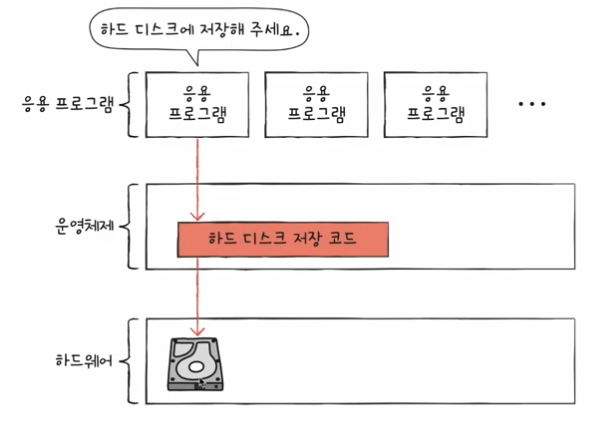 하드 디스크에 저장해 주세요.
응용 프로그램
응용
프로그램
응용
프로그램
응용
프로그램
...
운영체제
하드 디스크 저장 코드
하드웨어